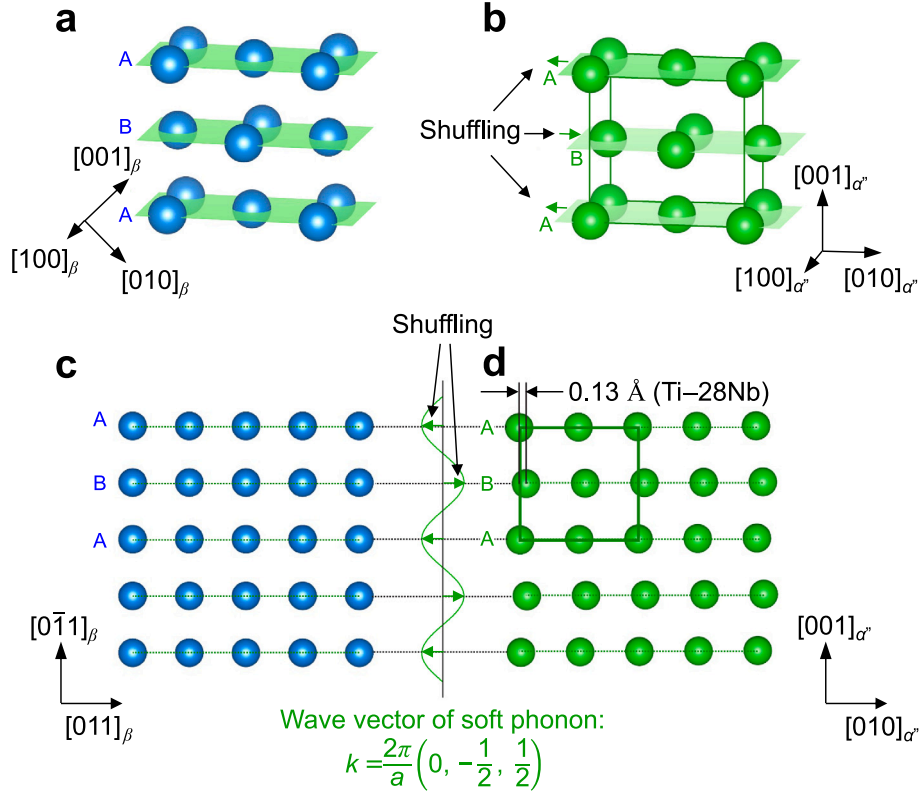 a
A
B
A
[001]β
[100]β
[010]β
b
A
B
A
Shuffling
[001]α”
[100]α”
[010]α”
Shuffling
c
A
B
A
[01̄1]β
[011]β
d
0.13 Å (Ti–28Nb)
A
B
A
[001]α”
[010]α”
Wave vector of soft phonon:
k = 2π/a (0, −1/2, 1/2)